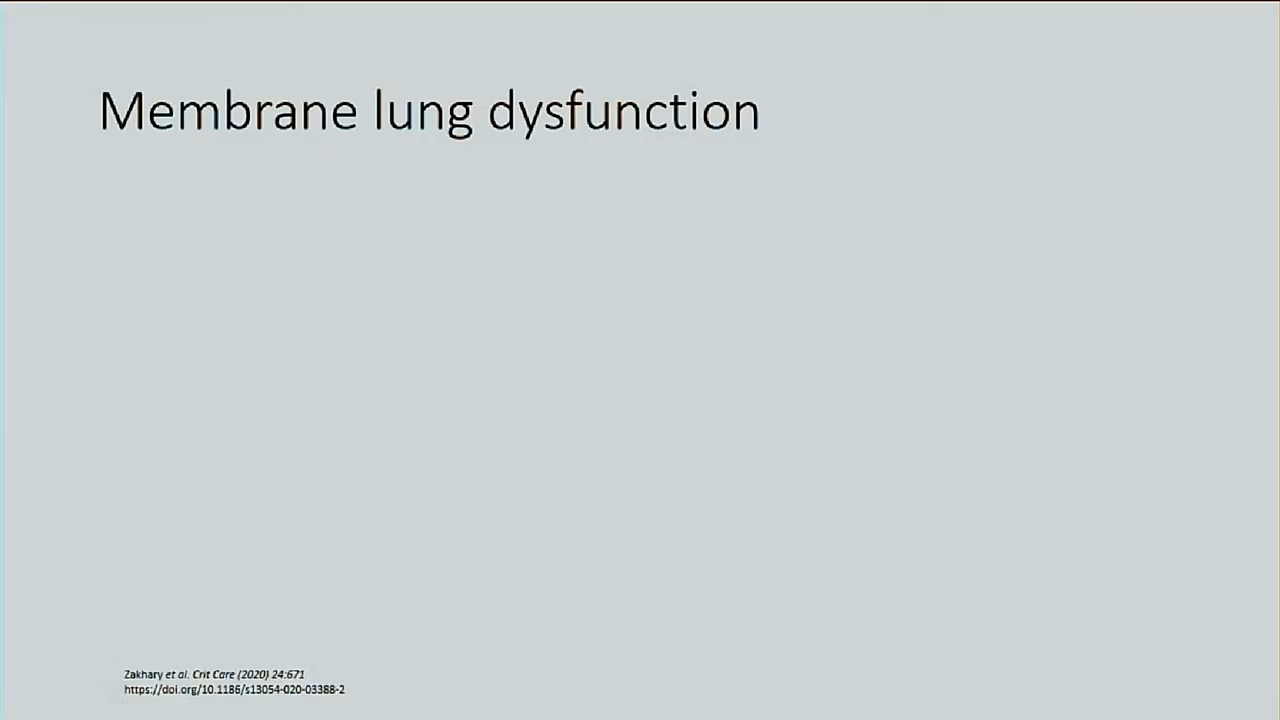 Membrane lung dysfunction
Zakhary et al. Crit Care (2020) 24:671
https://doi.org/10.1186/s13054-020-03388-2